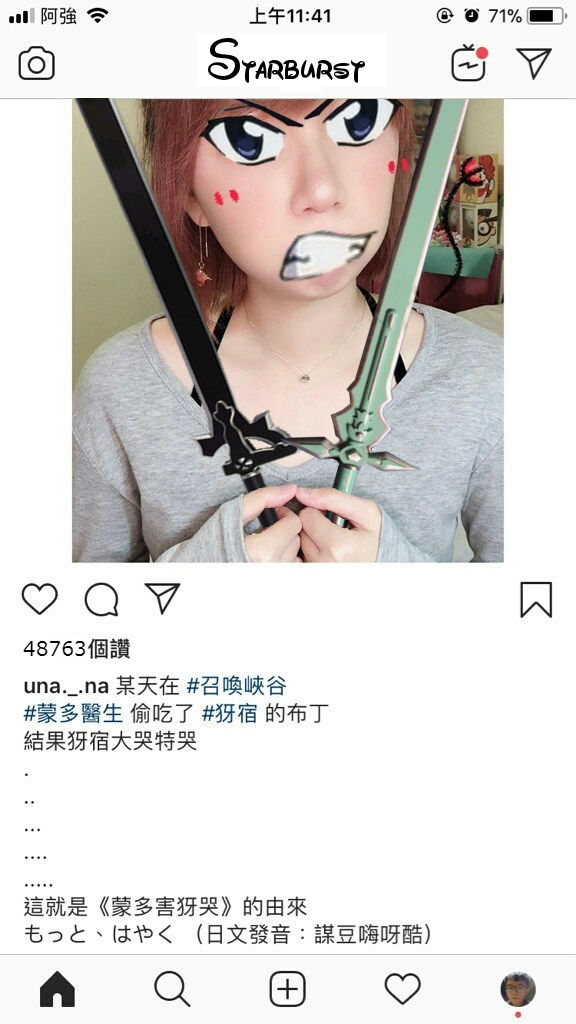 阿強
上午11:41
71%
STARBURST
48763個讚
una._.na 某天在 #召喚峽谷
#蒙多醫生 偷吃了 #犽宿 的布丁
結果犽宿大哭特哭
.
..
...
....
.....
這就是《蒙多害犽哭》的由來
もっと、はやく （日文發音：謀豆嗨呀酷）